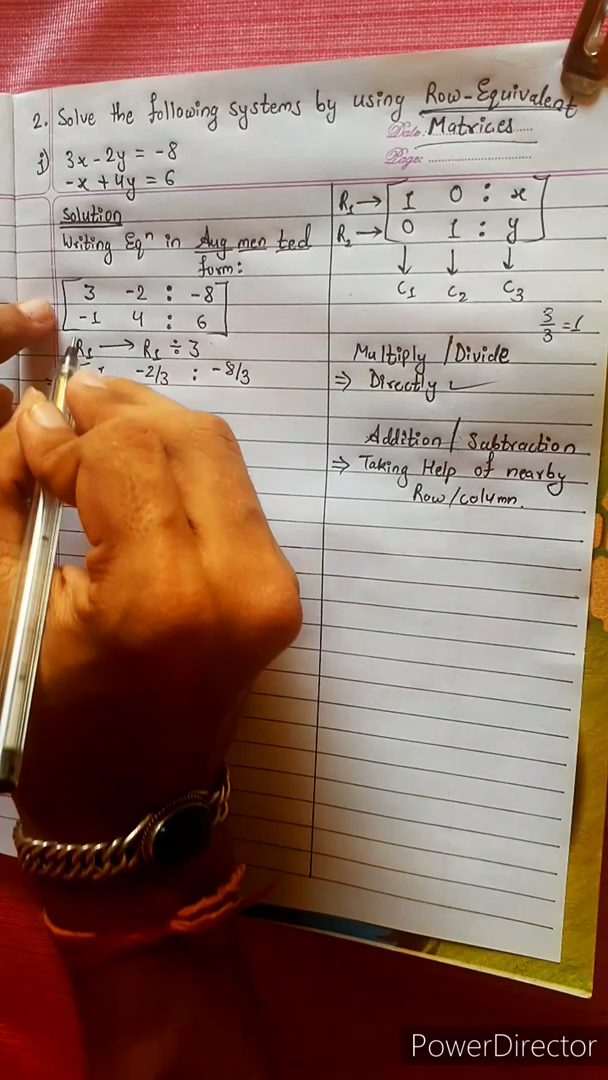 2. Solve the following systems by using Row-Equivalent
Date: Matrices
Page:
i) 3x - 2y = -8
-x + 4y = 6
Solution
Writing Eqⁿ in Augmented
form:
3 -2 : -8
-1 4 : 6
R₁ → R₁ ÷ 3
-2/3 : -8/3
R₁ → 1 0 : x
R₂ → 0 1 : y
↓ ↓ ↓
C₁ C₂ C₃
3/3 = 1
Multiply / Divide
⇒ Directly ✓
Addition / Subtraction
⇒ Taking Help of nearby
Row/column.
PowerDirector